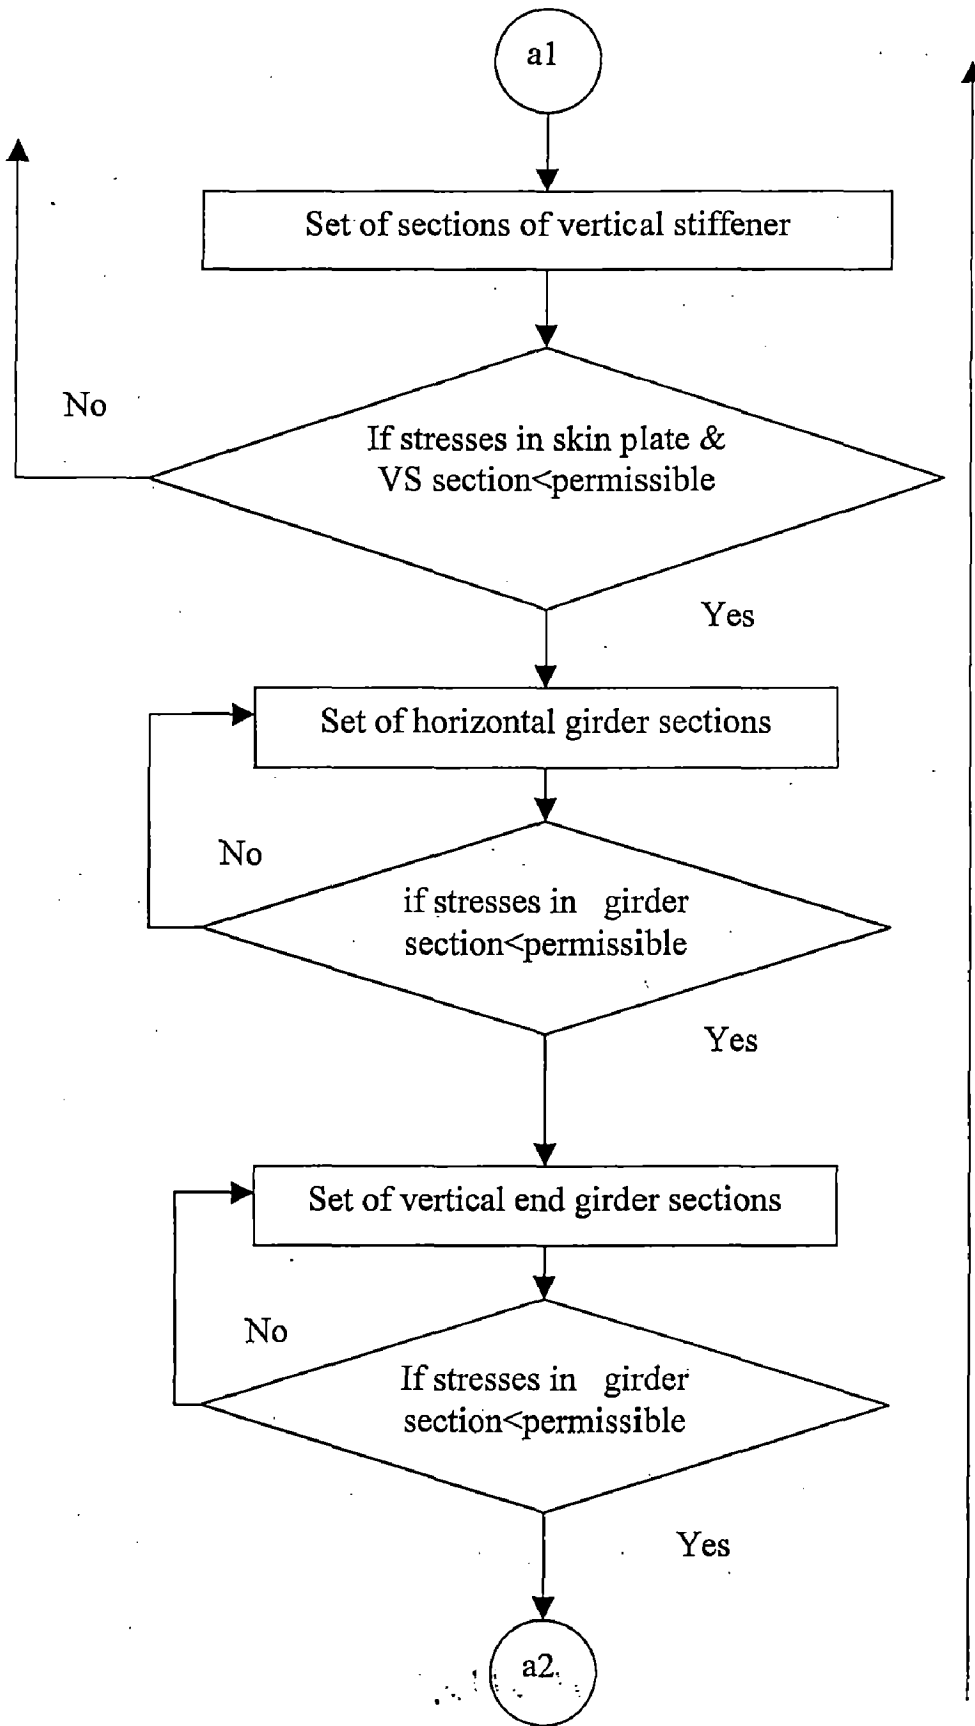 a1
Set of sections of vertical stiffener
No
If stresses in skin plate &
VS section<permissible
Yes
Set of horizontal girder sections
No
if stresses in girder
section<permissible
Yes
Set of vertical end girder sections
No
If stresses in girder
section<permissible
Yes
a2